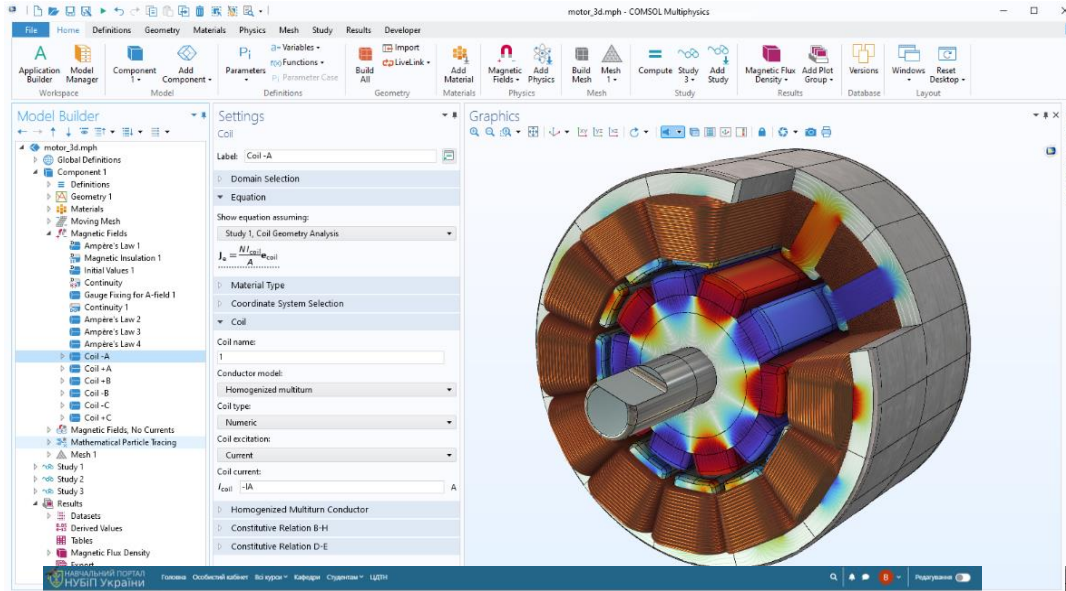 motor_3d.mph - COMSOL Multiphysics
File Home Definitions Geometry Materials Physics Mesh Study Results Developer
Application Builder
Model Manager
Workspace
Component 1
Add Component
Model
Pi Parameters
a= Variables
f(x) Functions
Pi Parameter Case
Definitions
Build All
Import
LiveLink
Geometry
Add Material
Materials
Magnetic Fields
Add Physics
Physics
Build Mesh
Mesh 1
Mesh
Compute
Study 3
Add Study
Study
Magnetic Flux Density
Add Plot Group
Results
Versions
Database
Windows
Reset Desktop
Layout
Model Builder
motor_3d.mph
Global Definitions
Component 1
Definitions
Geometry 1
Materials
Moving Mesh
Magnetic Fields
Ampère's Law 1
Magnetic Insulation 1
Initial Values 1
Continuity
Gauge Fixing for A-field 1
Continuity 1
Ampère's Law 2
Ampère's Law 3
Ampère's Law 4
Coil -A
Coil +A
Coil +B
Coil -B
Coil -C
Coil +C
Magnetic Fields, No Currents
Mathematical Particle Tracing
Mesh 1
Study 1
Study 2
Study 3
Results
Datasets
Derived Values
Tables
Magnetic Flux Density
Export
Settings
Coil
Label: Coil -A
Domain Selection
Equation
Show equation assuming:
Study 1, Coil Geometry Analysis
Jₑ = NI_coil/A e_coil
Material Type
Coordinate System Selection
Coil
Coil name:
1
Conductor model:
Homogenized multiturn
Coil type:
Numeric
Coil excitation:
Current
Coil current:
I_coil -IA A
Homogenized Multiturn Conductor
Constitutive Relation B-H
Constitutive Relation D-E
Graphics
НАВЧАЛЬНИЙ ПОРТАЛ
НУБІП України
Головна Особистий кабінет Всі курси Кафедри Студентам ЦДТН
В
Редагування